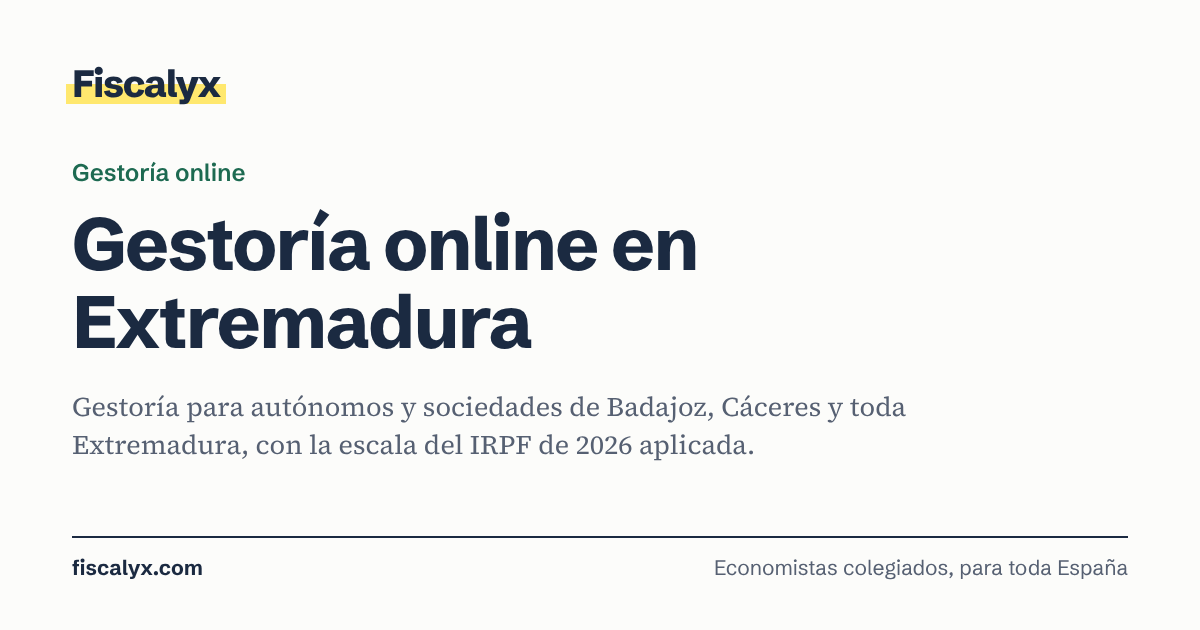 Fiscalyx
Gestoría online
Gestoría online en
Extremadura
Gestoría para autónomos y sociedades de Badajoz, Cáceres y toda
Extremadura, con la escala del IRPF de 2026 aplicada.
fiscalyx.com
Economistas colegiados, para toda España